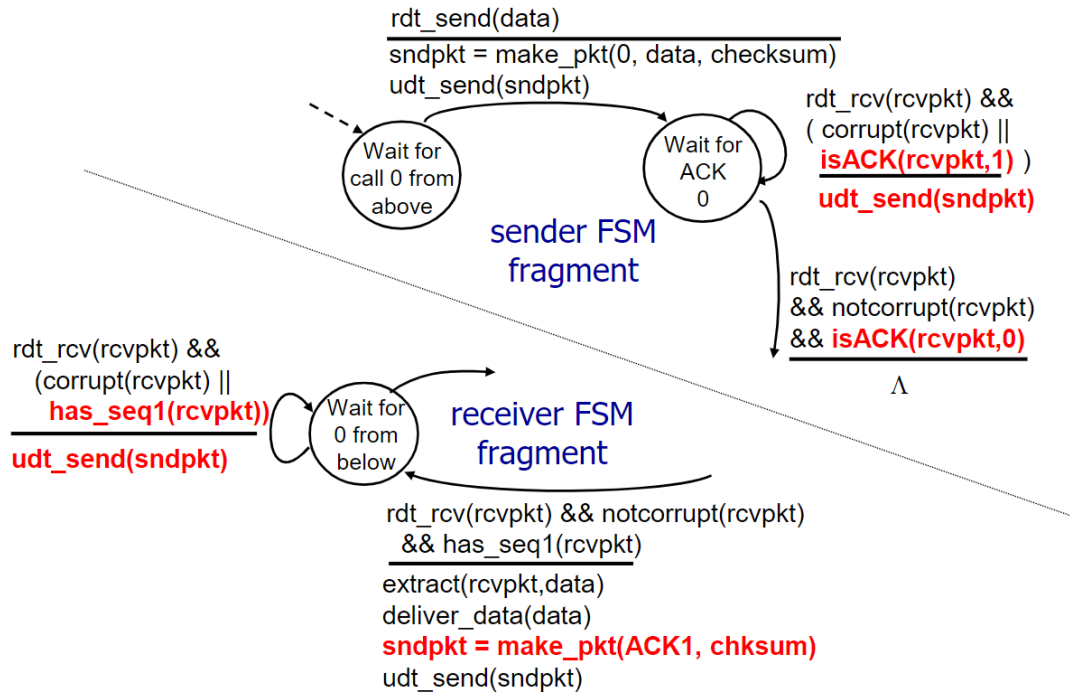 rdt_send(data)
sndpkt = make_pkt(0, data, checksum)
udt_send(sndpkt)
Wait for
call 0 from
above
Wait for
ACK
0
rdt_rcv(rcvpkt) &&
( corrupt(rcvpkt) ||
isACK(rcvpkt,1) )
udt_send(sndpkt)
sender FSM
fragment
rdt_rcv(rcvpkt)
&& notcorrupt(rcvpkt)
&& isACK(rcvpkt,0)
Λ
rdt_rcv(rcvpkt) &&
(corrupt(rcvpkt) ||
has_seq1(rcvpkt))
udt_send(sndpkt)
Wait for
0 from
below
receiver FSM
fragment
rdt_rcv(rcvpkt) && notcorrupt(rcvpkt)
&& has_seq1(rcvpkt)
extract(rcvpkt,data)
deliver_data(data)
sndpkt = make_pkt(ACK1, chksum)
udt_send(sndpkt)